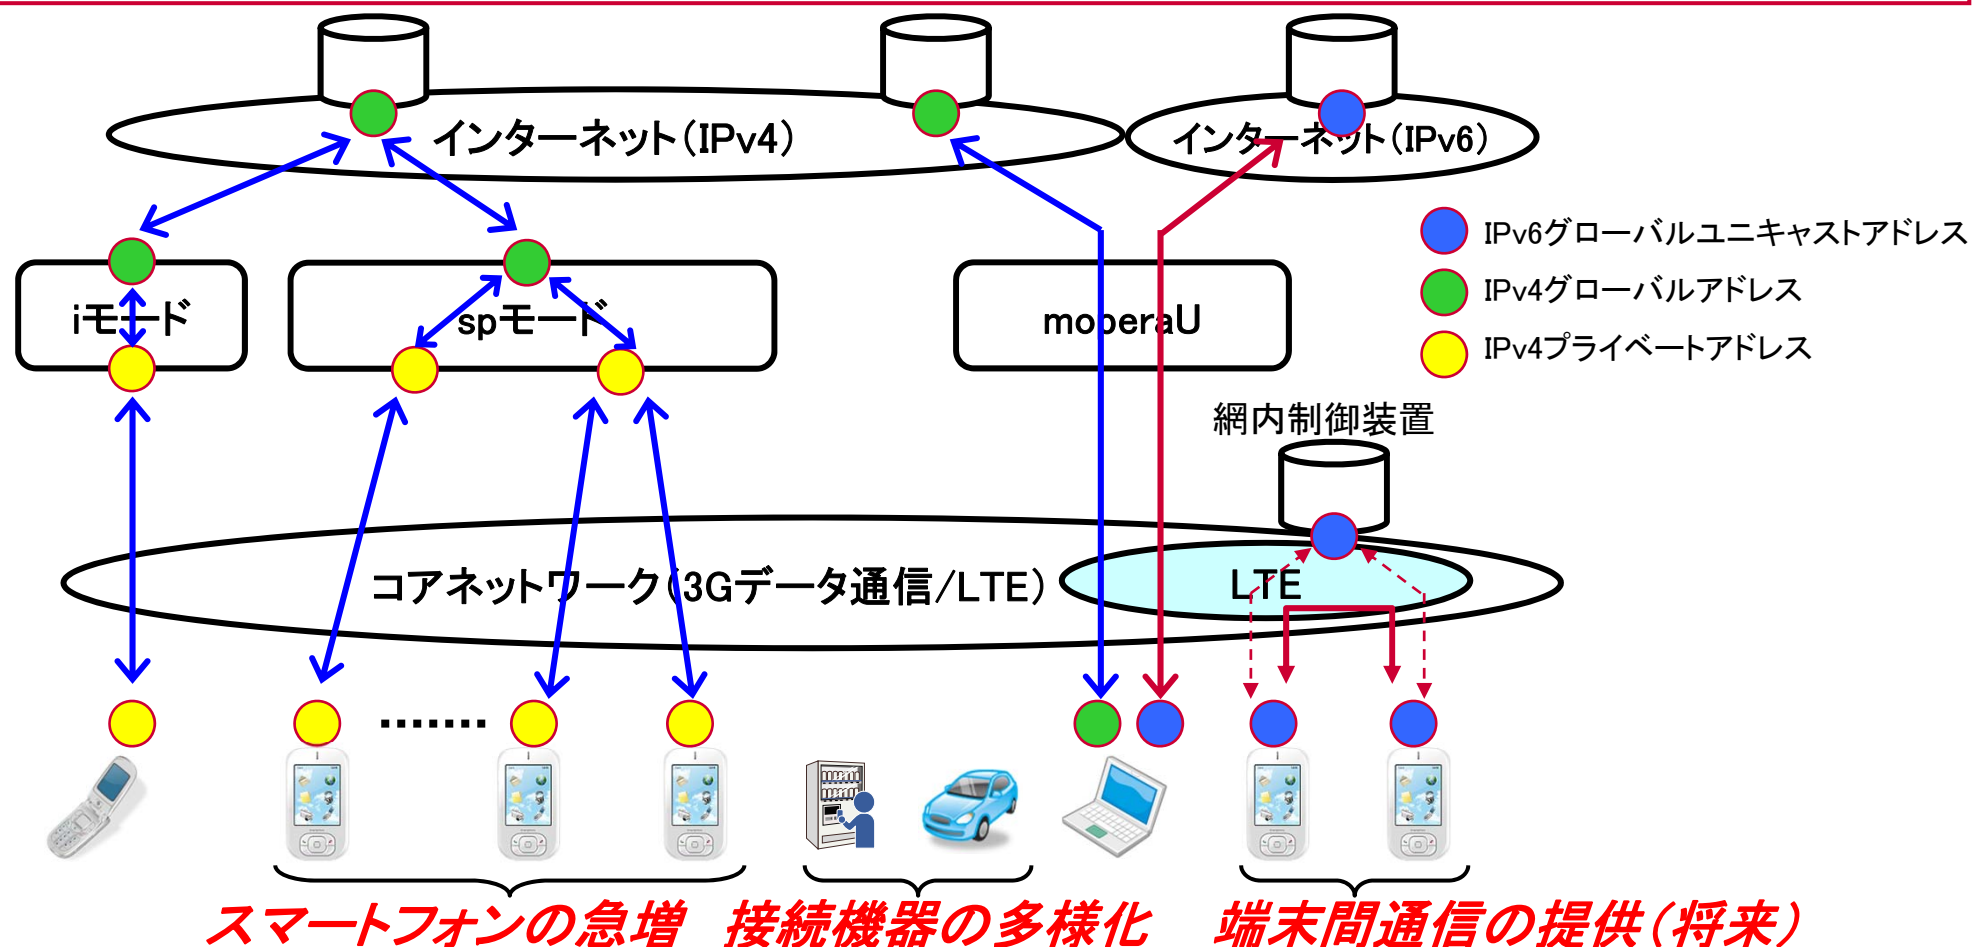 インターネット（IPv4）
インターネット（IPv6）
IPv6グローバルユニキャストアドレス
IPv4グローバルアドレス
IPv4プライベートアドレス
iモード
spモード
moperaU
網内制御装置
コアネットワーク（3Gデータ通信/LTE）
LTE
スマートフォンの急増
接続機器の多様化
端末間通信の提供（将来）